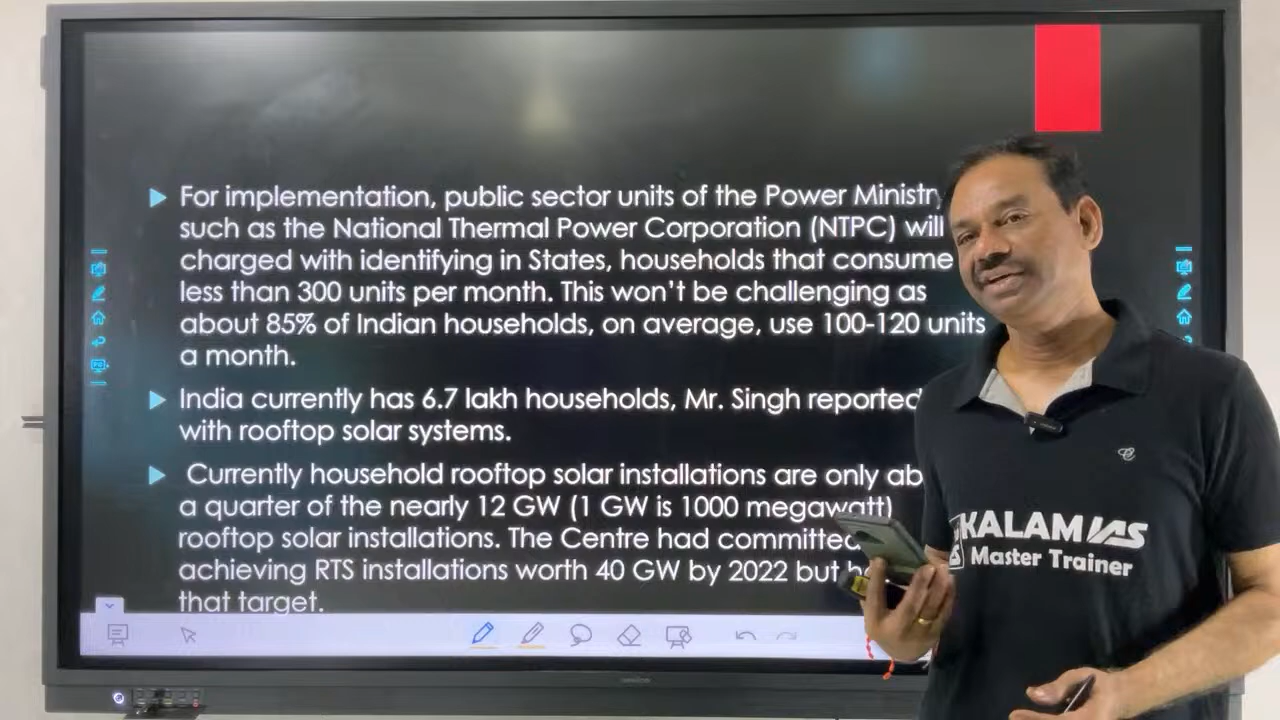 For implementation, public sector units of the Power Ministry
such as the National Thermal Power Corporation (NTPC) will
charged with identifying in States, households that consume
less than 300 units per month. This won't be challenging as
about 85% of Indian households, on average, use 100-120 units
a month.
India currently has 6.7 lakh households, Mr. Singh reported
with rooftop solar systems.
Currently household rooftop solar installations are only
a quarter of the nearly 12 GW (1 GW is 1000 megawatt)
rooftop solar installations. The Centre had committed
achieving RTS installations worth 40 GW by 2022 but
that target.
KALAM IAS
Master Trainer